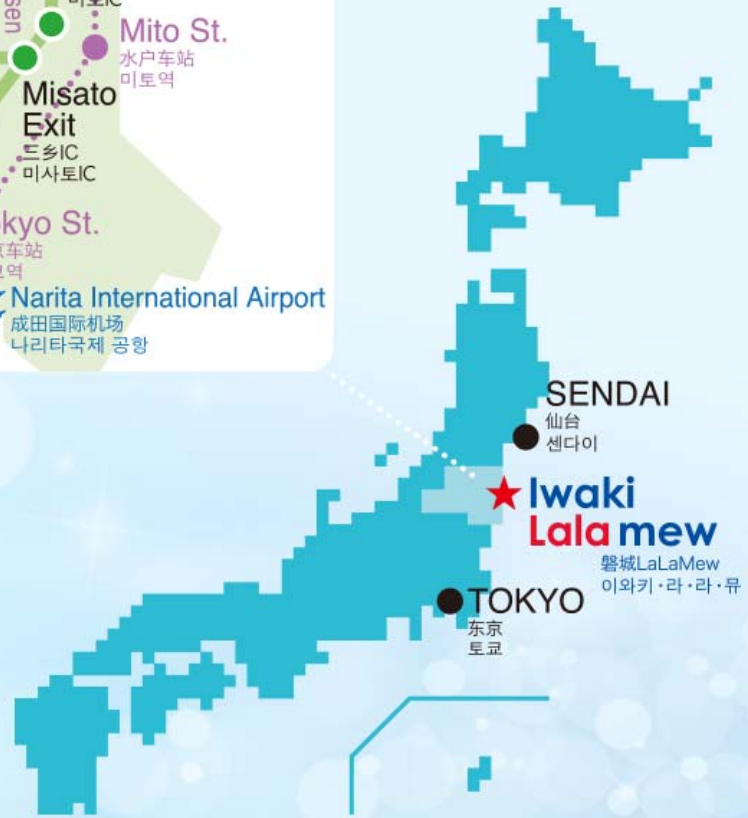 Mito St.
水户车站
미토역
Misato
Exit
드乡IC
미사토IC
kyo St.
车站
역
Narita International Airport
成田国际机场
나리타국제 공항
SENDAI
仙台
센다이
Iwaki
Lala mew
磐城LaLaMew
이와키・라・라・뮤
TOKYO
东京
토쿄